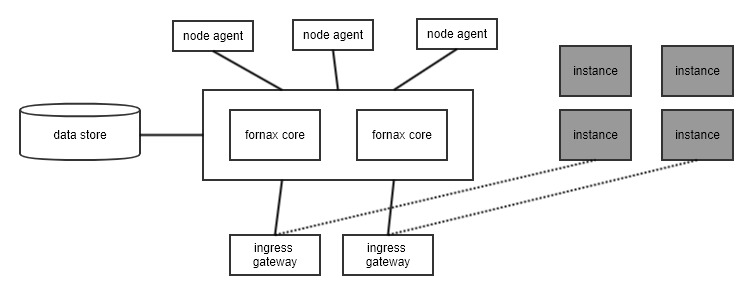 node agent
node agent
node agent
instance
instance
data store
fornax core
fornax core
instance
instance
ingress
gateway
ingress
gateway